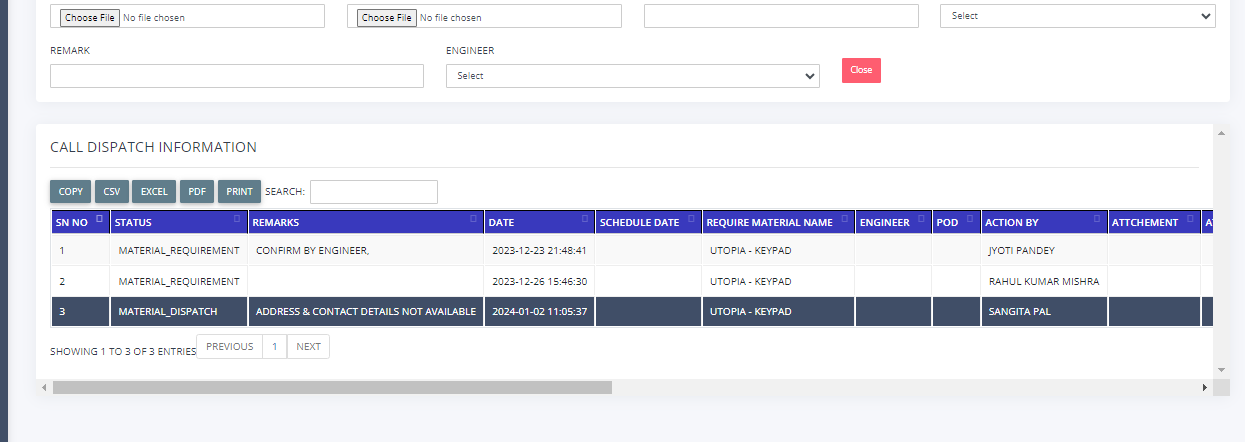 Choose File No file chosen Choose File No file chosen Select
REMARK ENGINEER
Select Close
CALL DISPATCH INFORMATION
COPY CSV EXCEL PDF PRINT SEARCH:
SN NO STATUS REMARKS DATE SCHEDULE DATE REQUIRE MATERIAL NAME ENGINEER POD ACTION BY ATTCHEMENT
1 MATERIAL_REQUIREMENT CONFIRM BY ENGINEER, 2023-12-23 21:48:41 UTOPIA - KEYPAD JYOTI PANDEY
2 MATERIAL_REQUIREMENT 2023-12-26 15:46:30 UTOPIA - KEYPAD RAHUL KUMAR MISHRA
3 MATERIAL_DISPATCH ADDRESS & CONTACT DETAILS NOT AVAILABLE 2024-01-02 11:05:37 UTOPIA - KEYPAD SANGITA PAL
SHOWING 1 TO 3 OF 3 ENTRIES PREVIOUS 1 NEXT